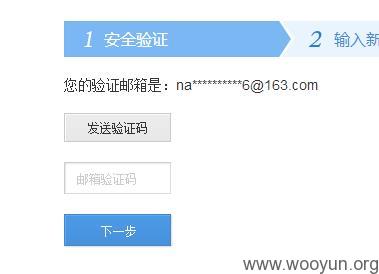 1 安全验证 2 输入新
您的验证邮箱是：na**********6@163.com
发送验证码
邮箱验证码
下一步
www.wooyun.org